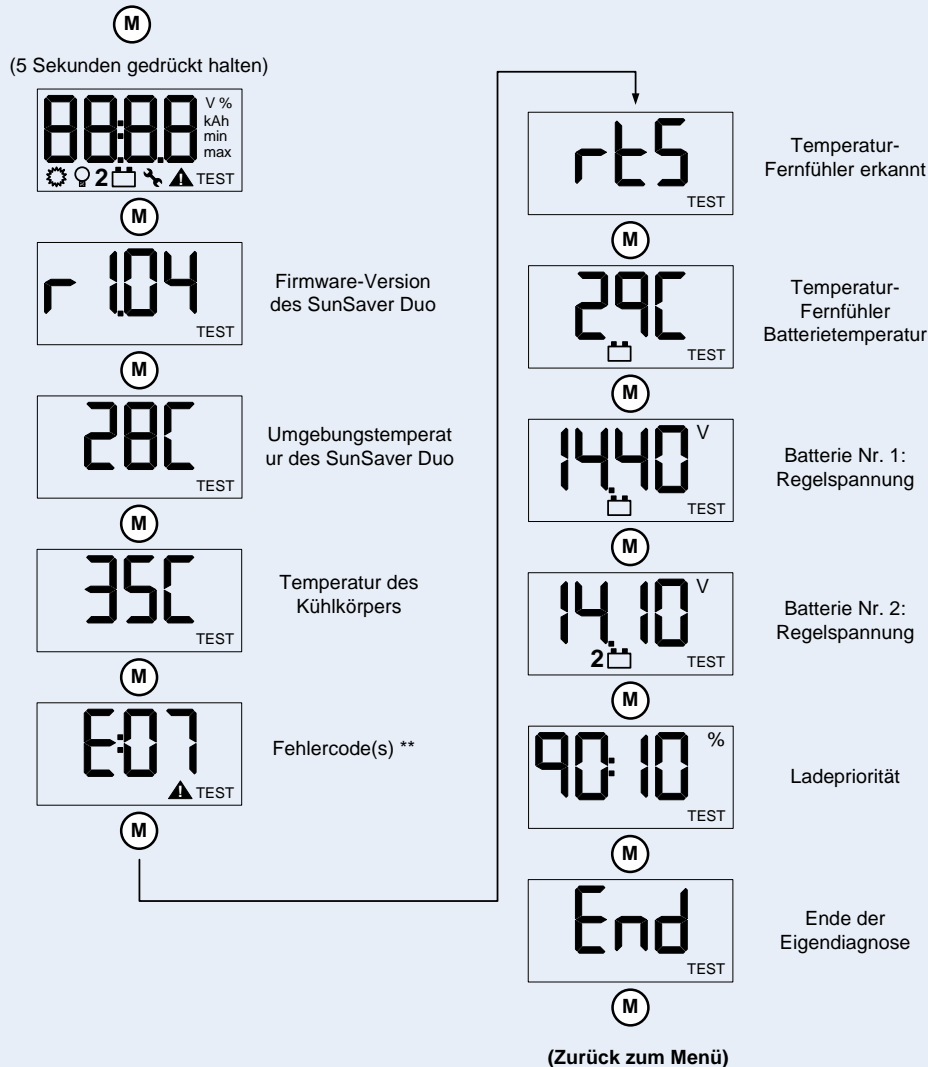 M
(5 Sekunden gedrückt halten)
88:8.8
V %
kAh
min
max
2
TEST
M
r 1.04
TEST
Firmware-Version
des SunSaver Duo
M
28C
TEST
Umgebungstemperat
ur des SunSaver Duo
M
35C
TEST
Temperatur des
Kühlkörpers
M
E:07
TEST
Fehlercode(s) **
M
rtS
TEST
Temperatur-
Fernfühler erkannt
M
29C
TEST
Temperatur-
Fernfühler
Batterietemperatur
M
14.40 V
TEST
Batterie Nr. 1:
Regelspannung
M
14.10 V
2
TEST
Batterie Nr. 2:
Regelspannung
M
90:10 %
TEST
Ladepriorität
M
End
TEST
Ende der
Eigendiagnose
M
(Zurück zum Menü)